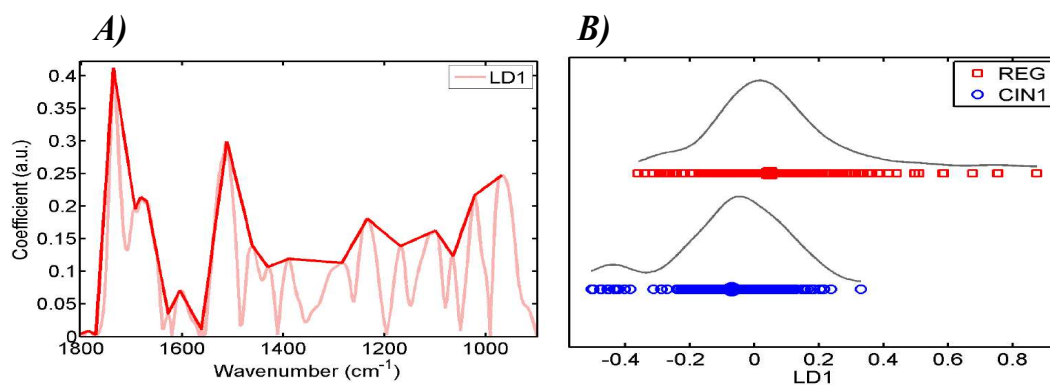 A)
B)
Coefficient (a.u.)
0.4
0.35
0.3
0.25
0.2
0.15
0.1
0.05
0
1800 1600 1400 1200 1000
Wavenumber (cm⁻¹)
LD1
REG
CIN1
-0.4 -0.2 0 0.2 0.4 0.6 0.8
LD1